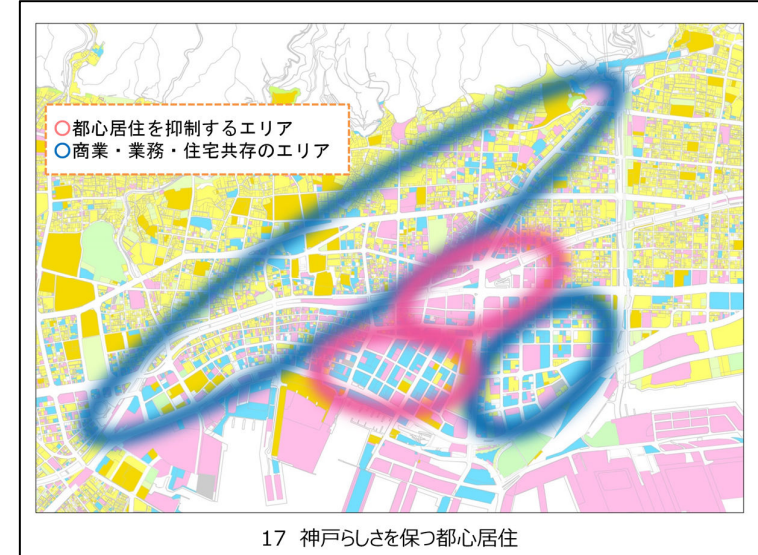 ○都心居住を抑制するエリア
○商業・業務・住宅共存のエリア
17 神戸らしさを保つ都心居住